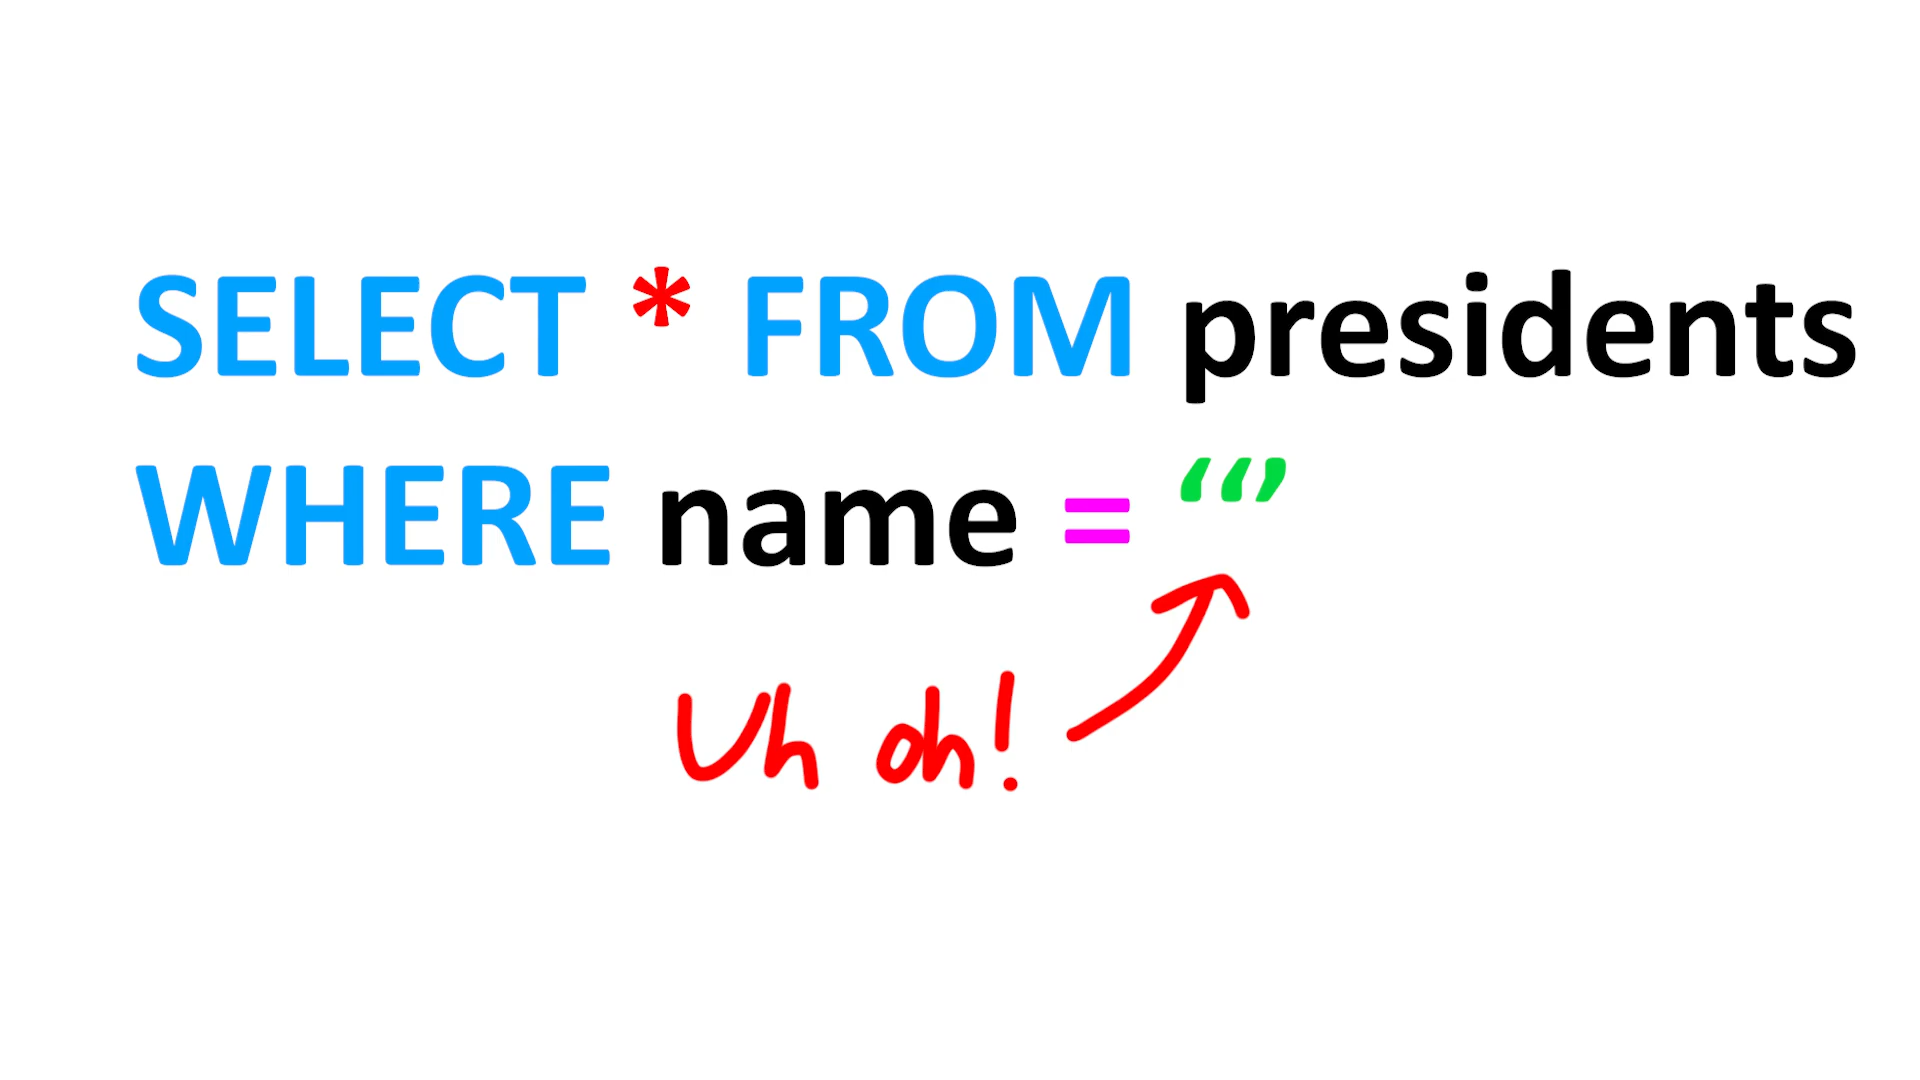 SELECT * FROM presidents
WHERE name = ‘‘’
Uh oh!